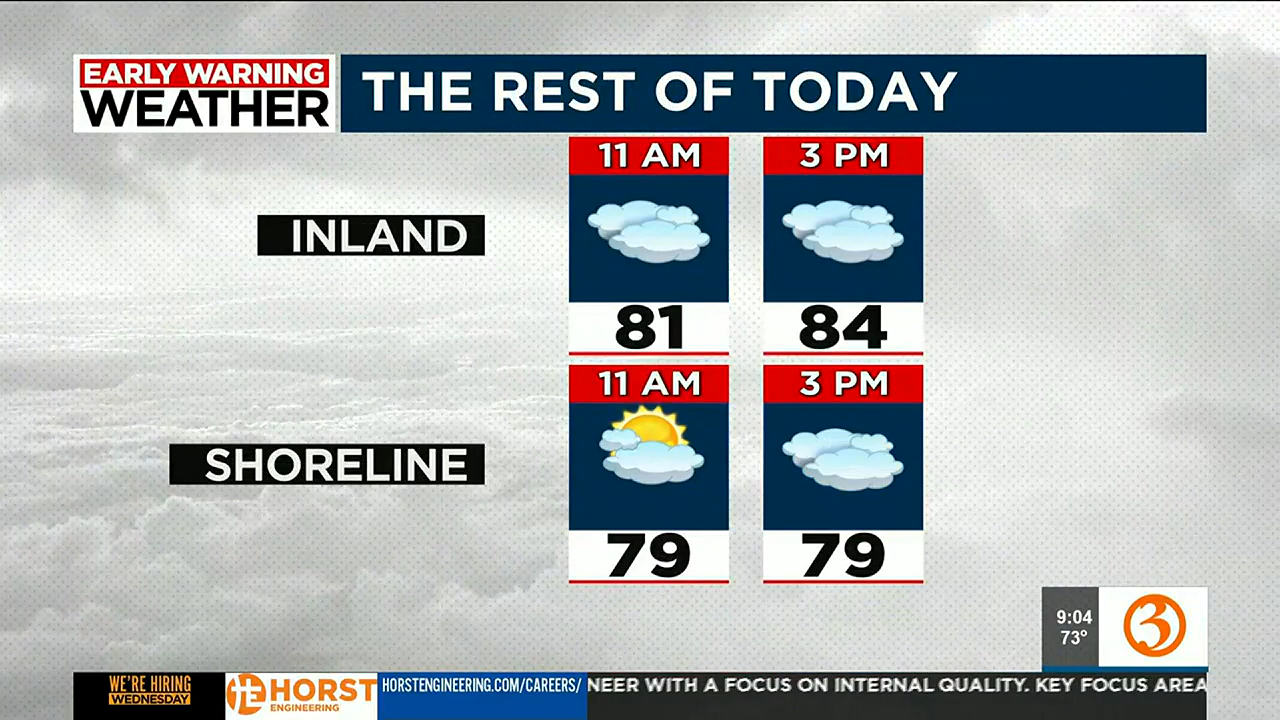 EARLY WARNING
WEATHER
THE REST OF TODAY
11 AM
3 PM
INLAND
81
84
11 AM
3 PM
SHORELINE
79
79
9:04
73°
3
WE'RE HIRING
WEDNESDAY
HORST
ENGINEERING
HORSTENGINEERING.COM/CAREERS/
NEER WITH A FOCUS ON INTERNAL QUALITY. KEY FOCUS AREA